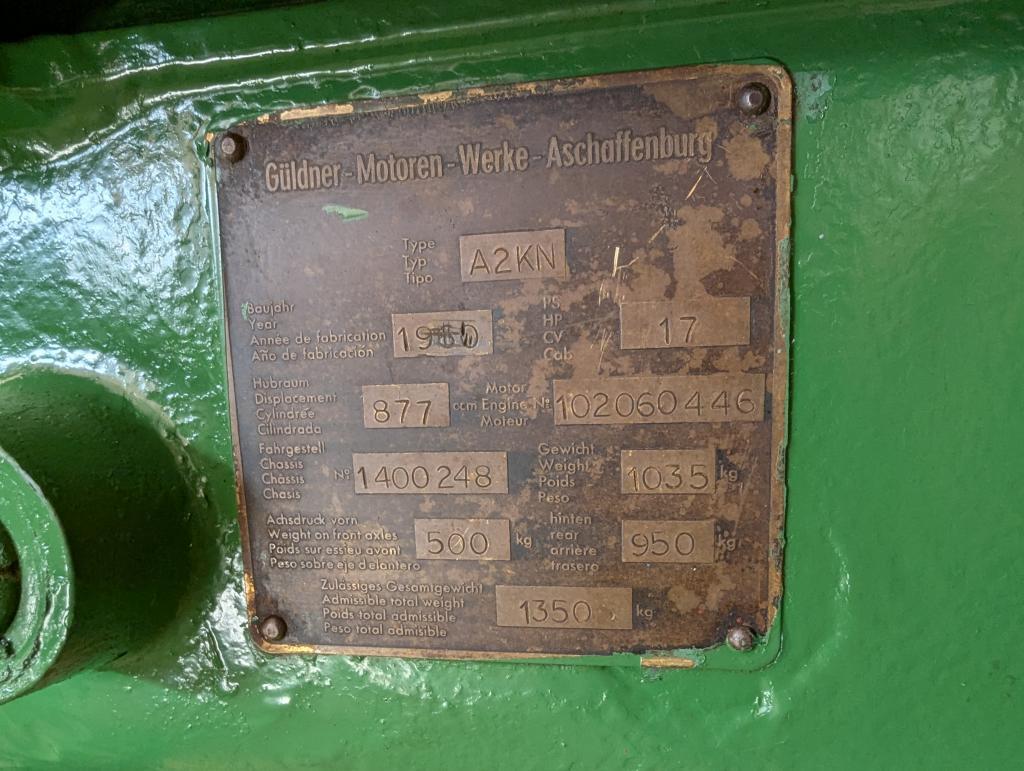 Güldner-Motoren-Werke-Aschaffenburg
Type
Typ
Tipo
A2KN
Baujahr
Year
Année de fabrication
Año de fabricación
PS
HP
CV
Cab.
17
Hubraum
Displacement
Cylindrée
Cilindrada
877 ccm
Motor
Engine
Moteur
Nº 102060446
Fahrgestell
Chassis
Châssis
Chasis
Nº 1400248
Gewicht
Weight
Poids
Peso
1035 kg
Achsdruck vorn
Weight on front axles
Poids sur essieu avant
Peso sobre eje delantero
500 kg
hinten
rear
arrière
trasero
950 kg
Zulässiges Gesamtgewicht
Admissible total weight
Poids total admissible
Peso total admisible
1350 kg